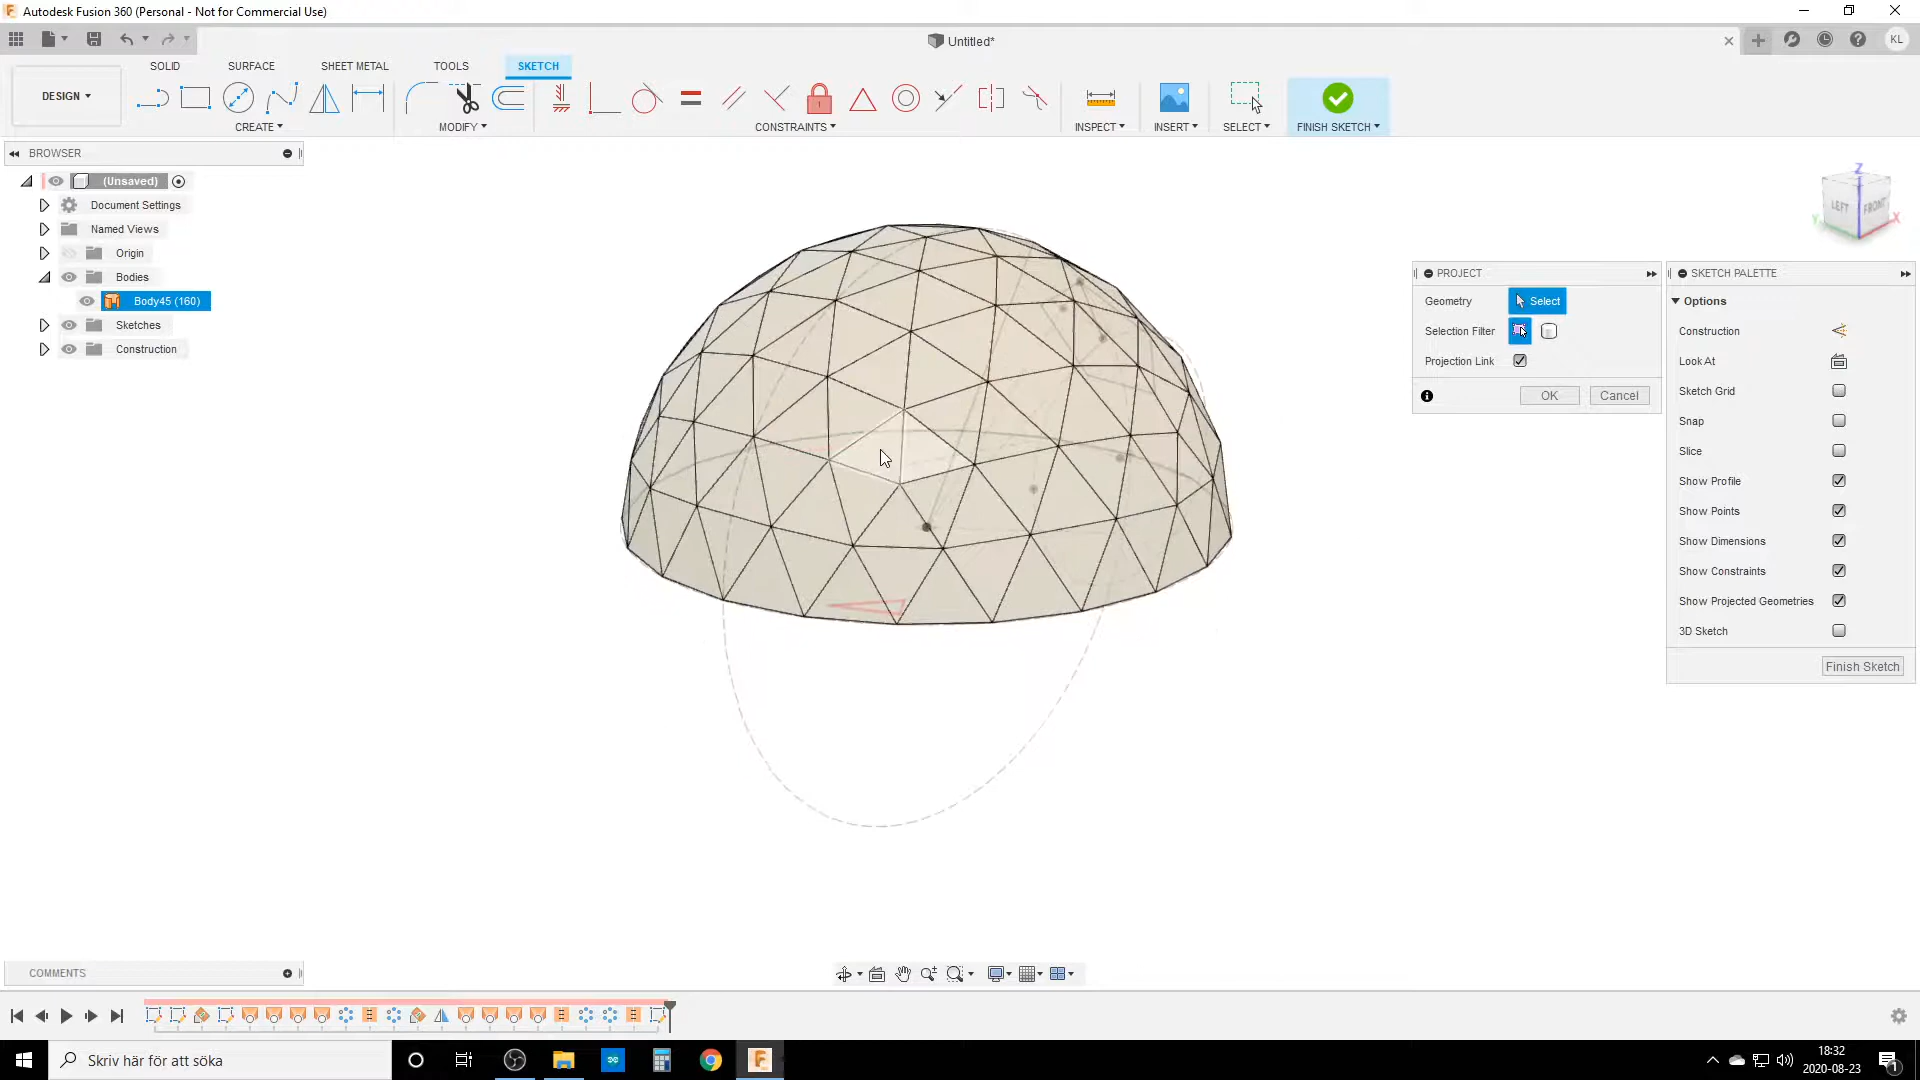 Autodesk Fusion 360 (Personal - Not for Commercial Use)
Untitled*
KL
SOLID
SURFACE
SHEET METAL
TOOLS
SKETCH
DESIGN
CREATE
MODIFY
CONSTRAINTS
INSPECT
INSERT
SELECT
FINISH SKETCH
BROWSER
(Unsaved)
Document Settings
Named Views
Origin
Bodies
Body45 (160)
Sketches
Construction
Z
LEFT
FRONT
Y
X
PROJECT
Geometry
Select
Selection Filter
Projection Link
OK
Cancel
SKETCH PALETTE
Options
Construction
Look At
Sketch Grid
Snap
Slice
Show Profile
Show Points
Show Dimensions
Show Constraints
Show Projected Geometries
3D Sketch
Finish Sketch
COMMENTS
Skriv här för att söka
18:32
2020-08-23
1